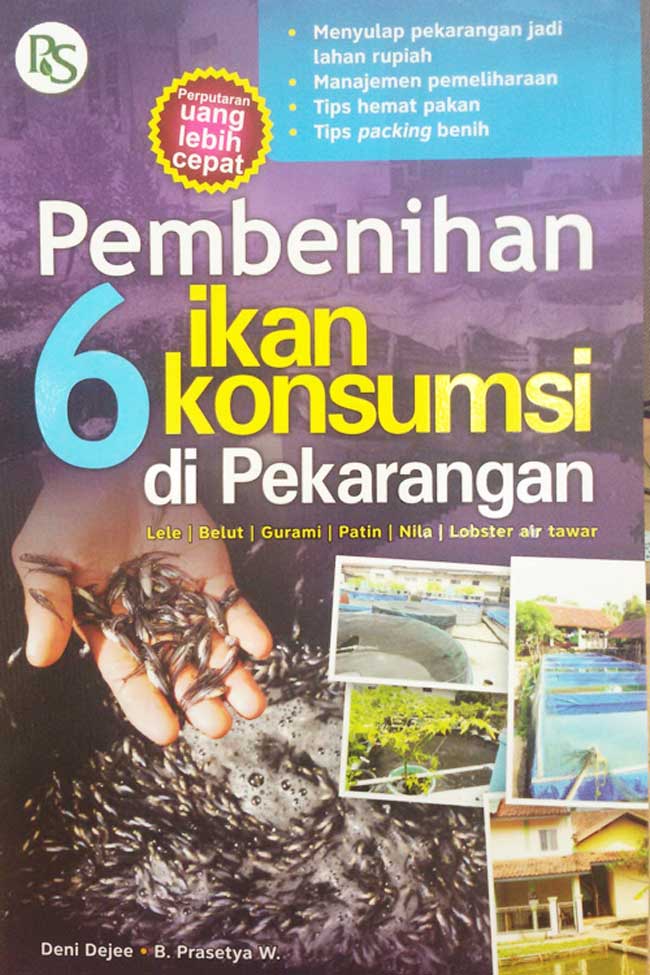 PS
• Menyulap pekarangan jadi
lahan rupiah
• Manajemen pemeliharaan
• Tips hemat pakan
• Tips packing benih
Perputaran
uang
lebih
cepat
Pembenihan
6 ikan
konsumsi
di Pekarangan
Lele | Belut | Gurami | Patin | Nila | Lobster air tawar
Deni Dejee • B. Prasetya W.